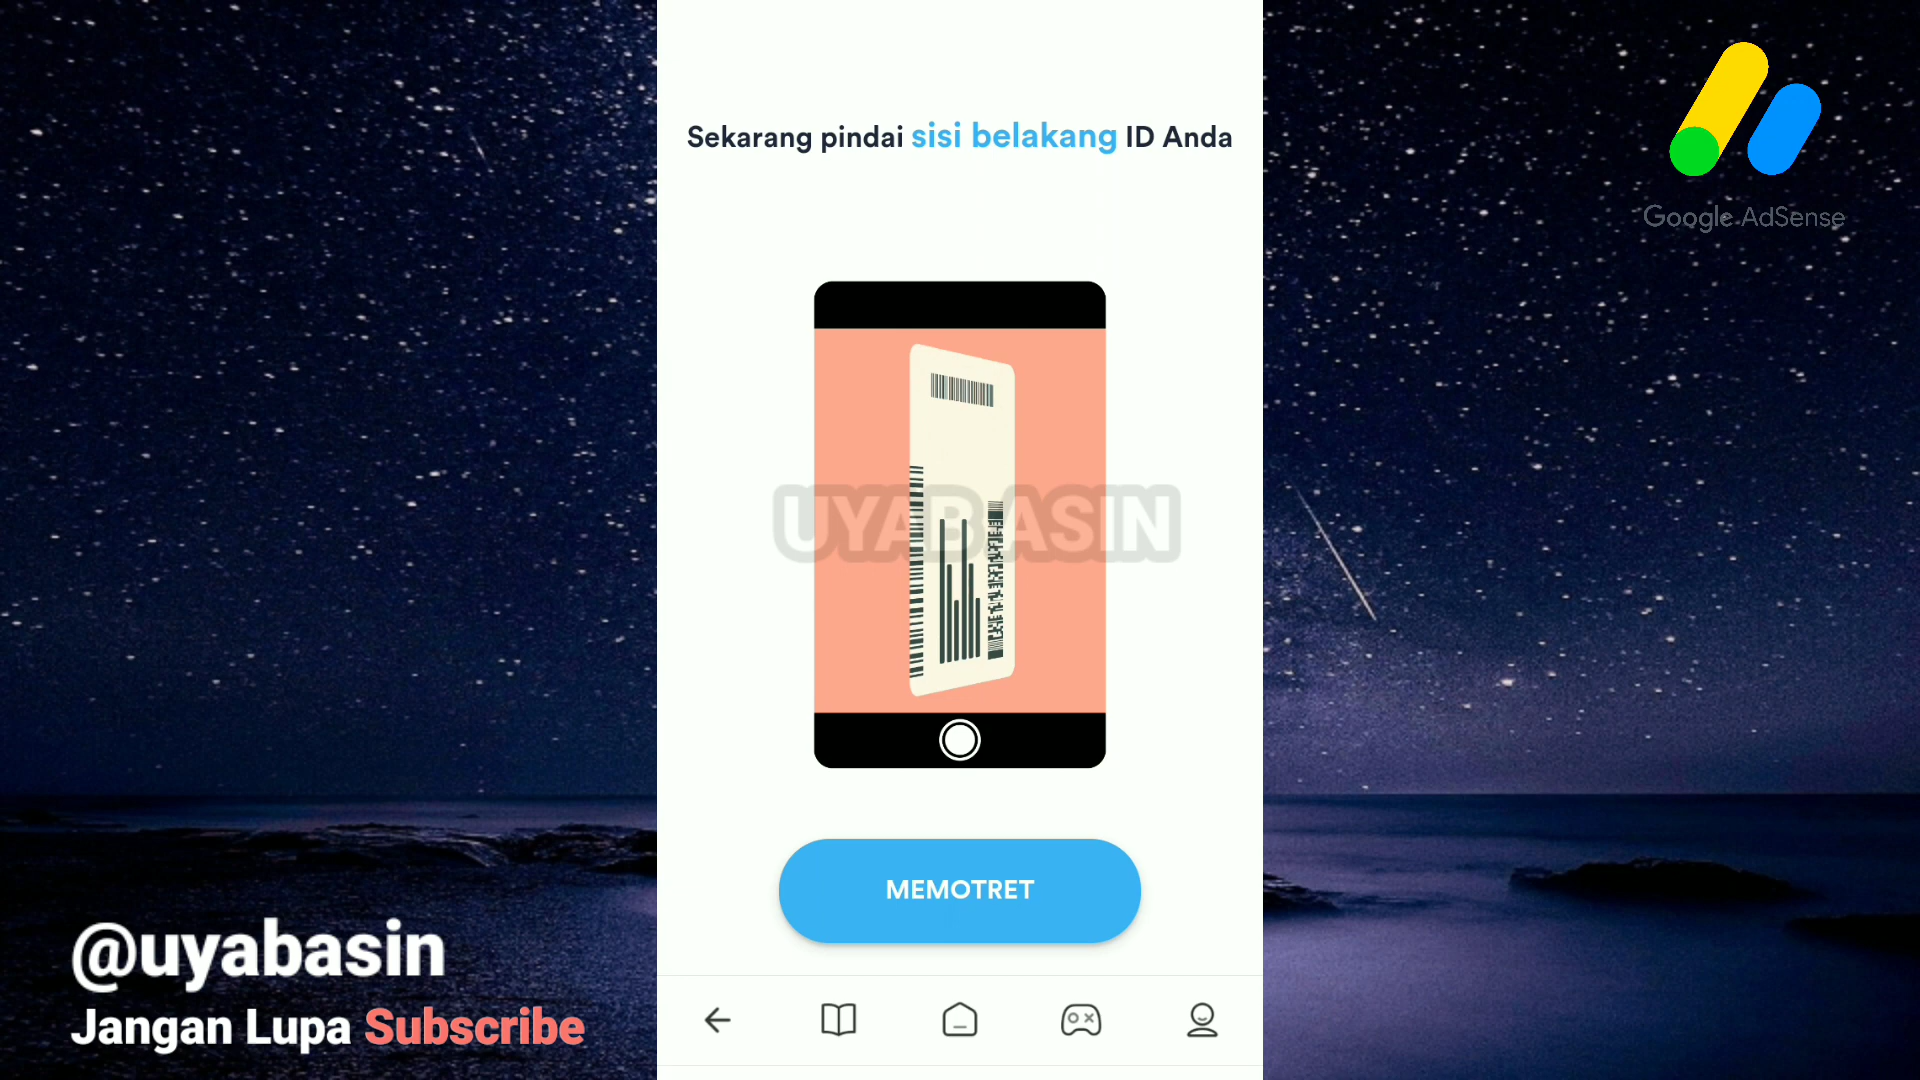 Sekarang pindai sisi belakang ID Anda
Google AdSense
UYABASIN
MEMOTRET
@uyabasin
Jangan Lupa Subscribe